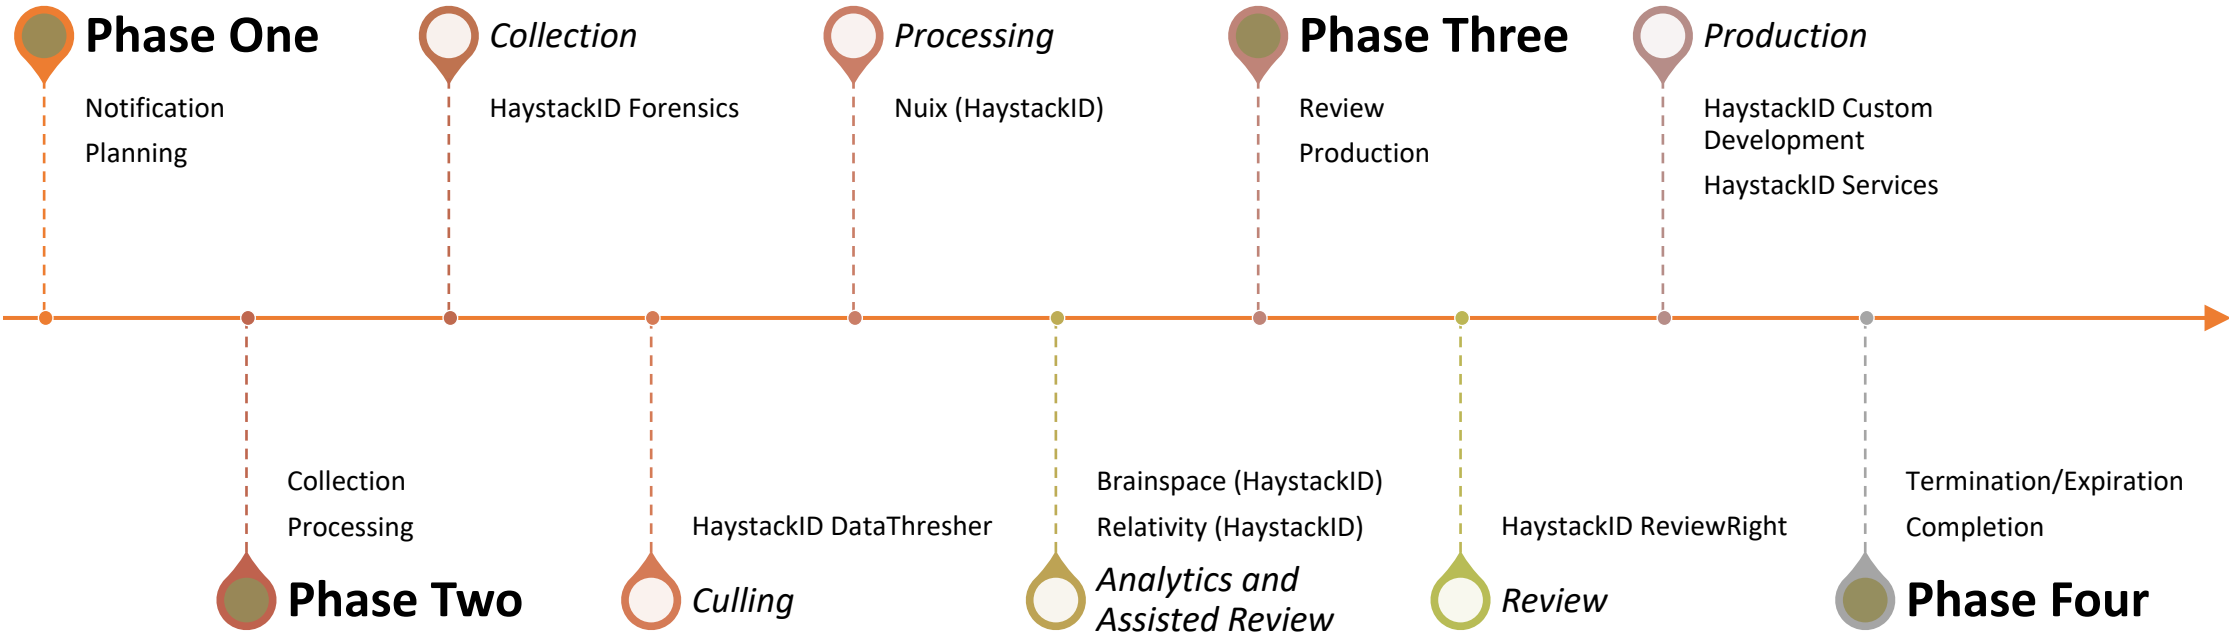 Phase One
Notification
Planning
Collection
HaystackID Forensics
Processing
Nuix (HaystackID)
Phase Three
Review
Production
Production
HaystackID Custom
Development
HaystackID Services
Collection
Processing
Phase Two
HaystackID DataThresher
Culling
Brainspace (HaystackID)
Relativity (HaystackID)
Analytics and
Assisted Review
HaystackID ReviewRight
Review
Termination/Expiration
Completion
Phase Four